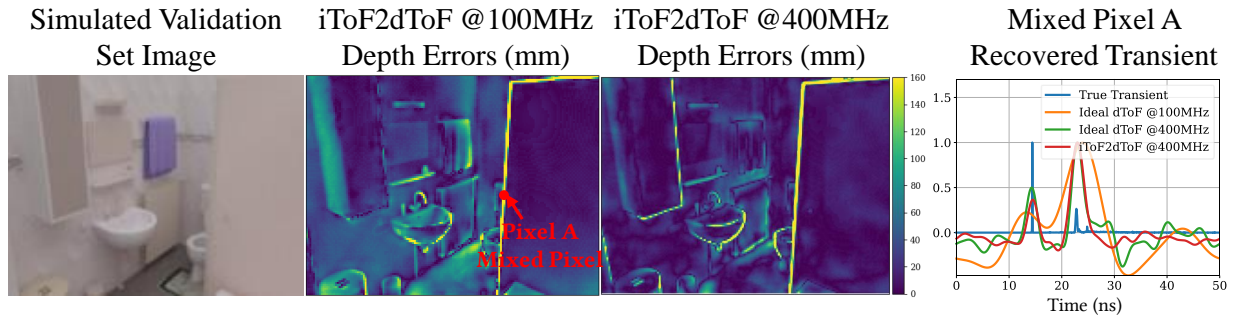 Simulated Validation
Set Image
iToF2dToF @100MHz
Depth Errors (mm)
iToF2dToF @400MHz
Depth Errors (mm)
Mixed Pixel A
Recovered Transient
Pixel A
Mixed Pixel
160
140
120
100
80
60
40
20
0
1.5
1.0
0.5
0.0
True Transient
Ideal dToF @100MHz
Ideal dToF @400MHz
iToF2dToF @400MHz
0 10 20 30 40 50
Time (ns)